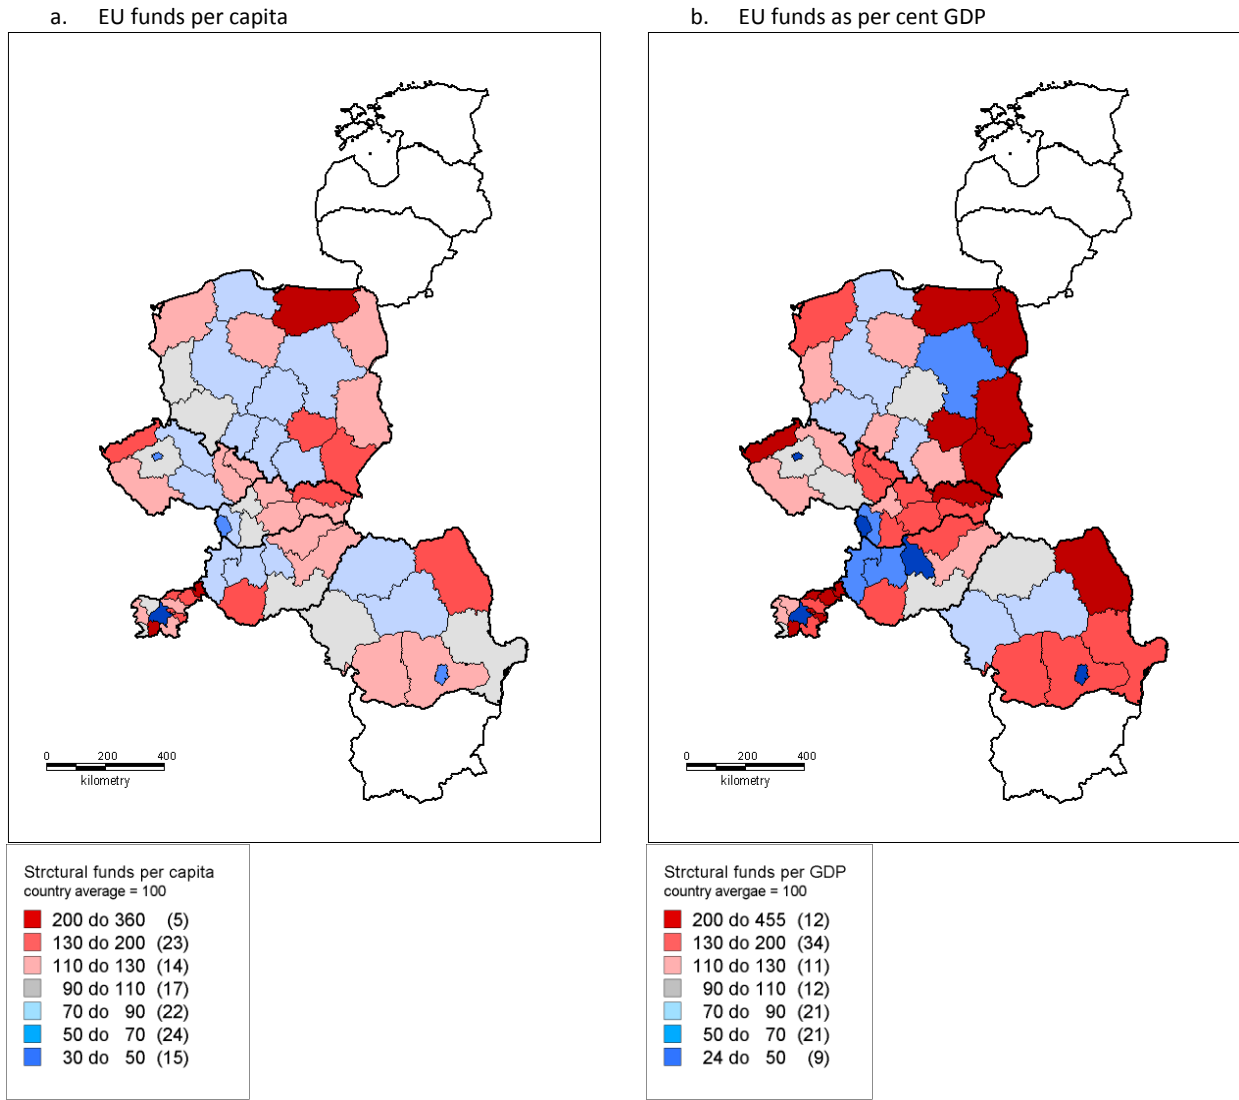 a. EU funds per capita
0 200 400
kilometry
Strctural funds per capita
country average = 100
200 do 360 (5)
130 do 200 (23)
110 do 130 (14)
90 do 110 (17)
70 do 90 (22)
50 do 70 (24)
30 do 50 (15)
b. EU funds as per cent GDP
0 200 400
kilometry
Strctural funds per GDP
country avergae = 100
200 do 455 (12)
130 do 200 (34)
110 do 130 (11)
90 do 110 (12)
70 do 90 (21)
50 do 70 (21)
24 do 50 (9)